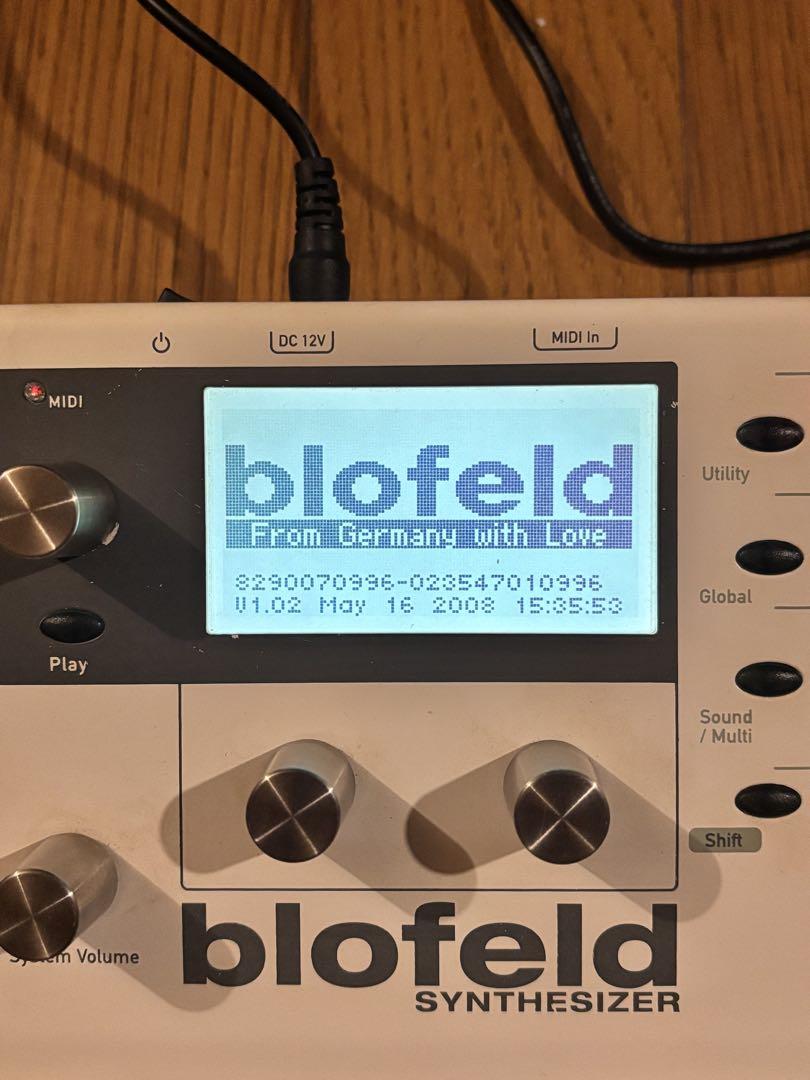 DC 12V
MIDI In
MIDI
blofeld
From Germany with Love
8290070996-023547010996
V1.02 May 16 2008 15:35:53
Utility
Global
Play
Sound
/ Multi
Shift
System Volume
blofeld
SYNTHESIZER